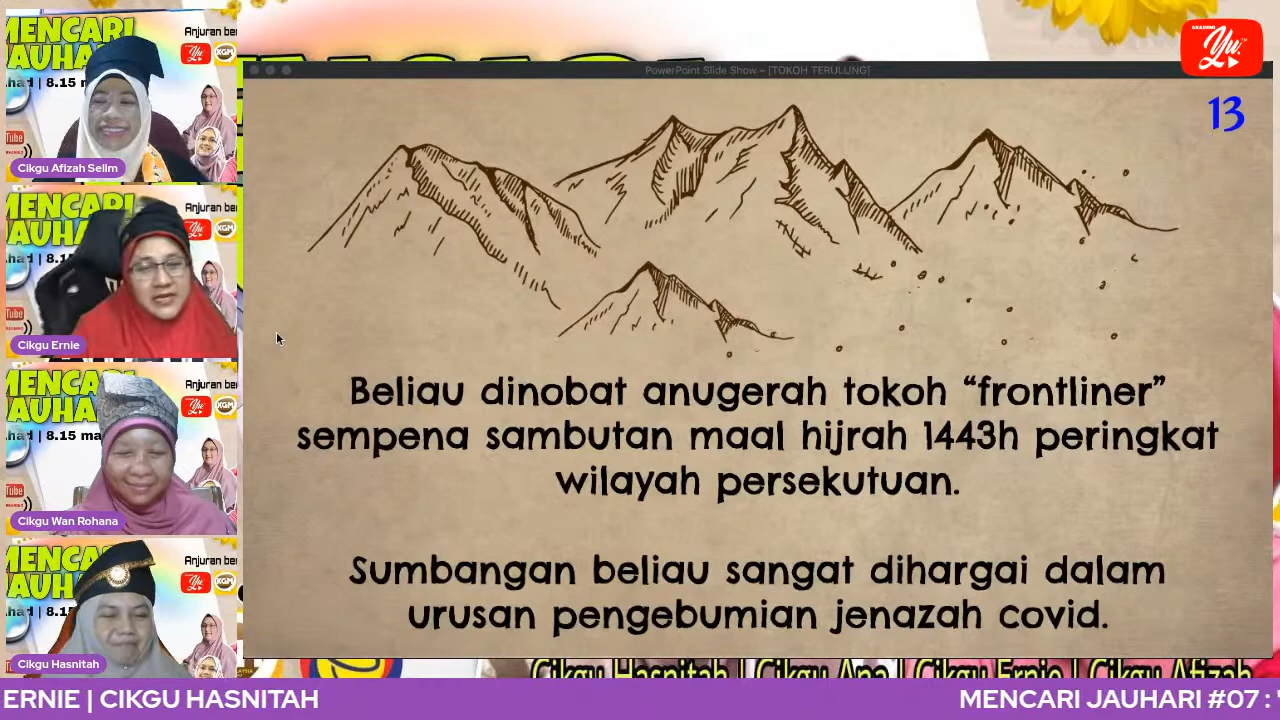 PowerPoint Slide Show - [TOKOH TERULUNG]
13
Beliau dinobat anugerah tokoh “frontliner”
sempena sambutan maal hijrah 1443h peringkat
wilayah persekutuan.
Sumbangan beliau sangat dihargai dalam
urusan pengebumian jenazah covid.
Cikgu Afizah Selim
Cikgu Ernie
Cikgu Wan Rohana
Cikgu Hasnitah
MENCARI
Anjuran
KGM
Tube
Cikgu Hasnitah | Cikgu Ana | Cikgu Ernie | Cikgu Afizah
ERNIE | CIKGU HASNITAH
MENCARI JAUHARI #07 :